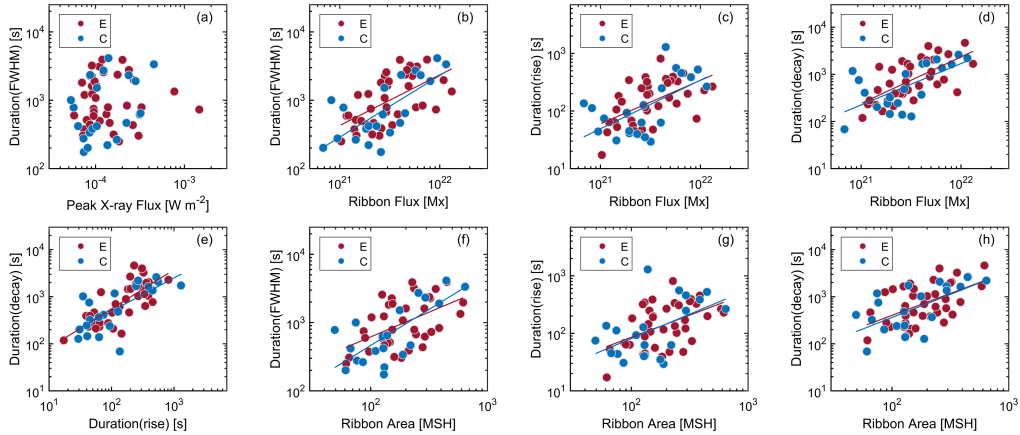 (a)
E
C
10^4
10^3
10^2
Duration(FWHM) [s]
10^-4
10^-3
Peak X-ray Flux [W m^-2]
(b)
E
C
10^4
10^3
10^2
Duration(FWHM) [s]
10^21
10^22
Ribbon Flux [Mx]
(c)
E
C
10^3
10^2
10^1
Duration(rise) [s]
10^21
10^22
Ribbon Flux [Mx]
(d)
E
C
10^4
10^3
10^2
10^1
Duration(decay) [s]
10^21
10^22
Ribbon Flux [Mx]
(e)
E
C
10^4
10^3
10^2
10^1
Duration(decay) [s]
10^1
10^2
10^3
Duration(rise) [s]
(f)
E
C
10^4
10^3
10^2
Duration(FWHM) [s]
10^2
10^3
Ribbon Area [MSH]
(g)
E
C
10^4
10^3
10^2
10^1
Duration(rise) [s]
10^2
10^3
Ribbon Area [MSH]
(h)
E
C
10^4
10^3
10^2
10^1
Duration(decay) [s]
10^2
10^3
Ribbon Area [MSH]